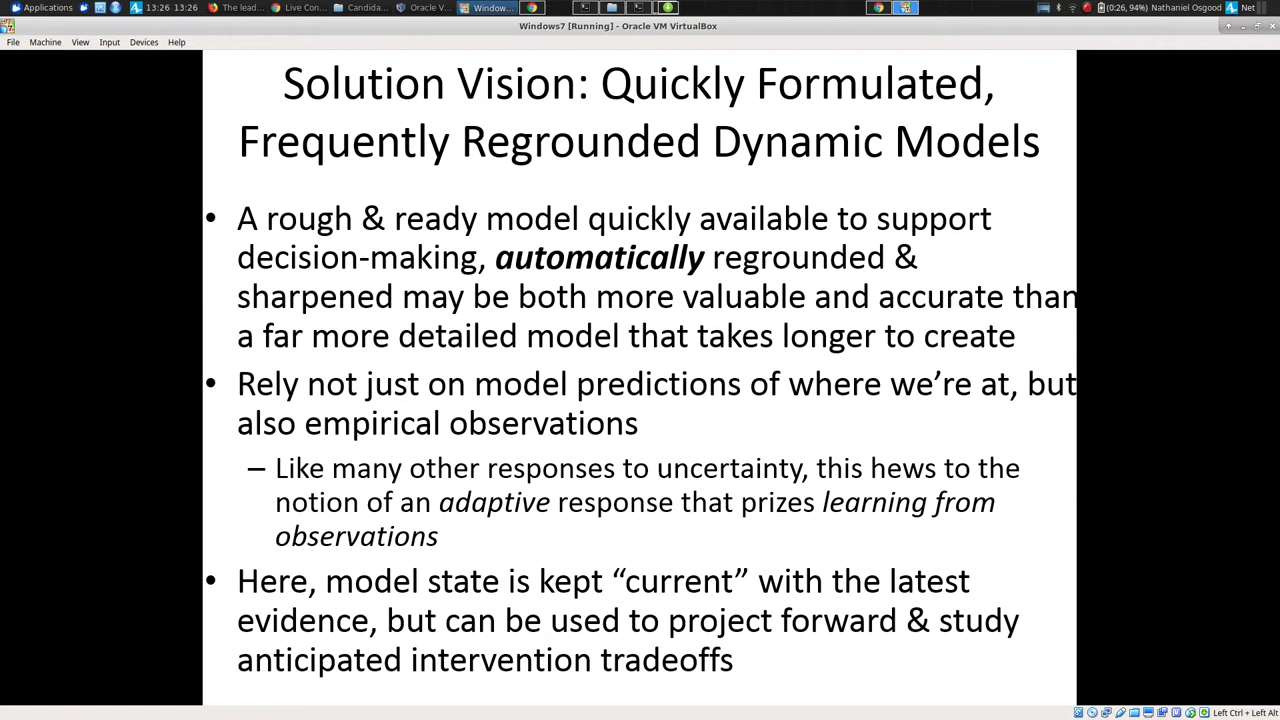 Applications
13:26 13:26
The lead...
Live Con...
Candida...
Oracle V...
Window...
(0:26, 94%) Nathaniel Osgood
Net
Windows7 [Running] - Oracle VM VirtualBox
File Machine View Input Devices Help
Solution Vision: Quickly Formulated,
Frequently Regrounded Dynamic Models
• A rough & ready model quickly available to support
decision-making, automatically regrounded &
sharpened may be both more valuable and accurate than
a far more detailed model that takes longer to create
• Rely not just on model predictions of where we’re at, but
also empirical observations
– Like many other responses to uncertainty, this hews to the
notion of an adaptive response that prizes learning from
observations
• Here, model state is kept “current” with the latest
evidence, but can be used to project forward & study
anticipated intervention tradeoffs
Left Ctrl + Left Alt